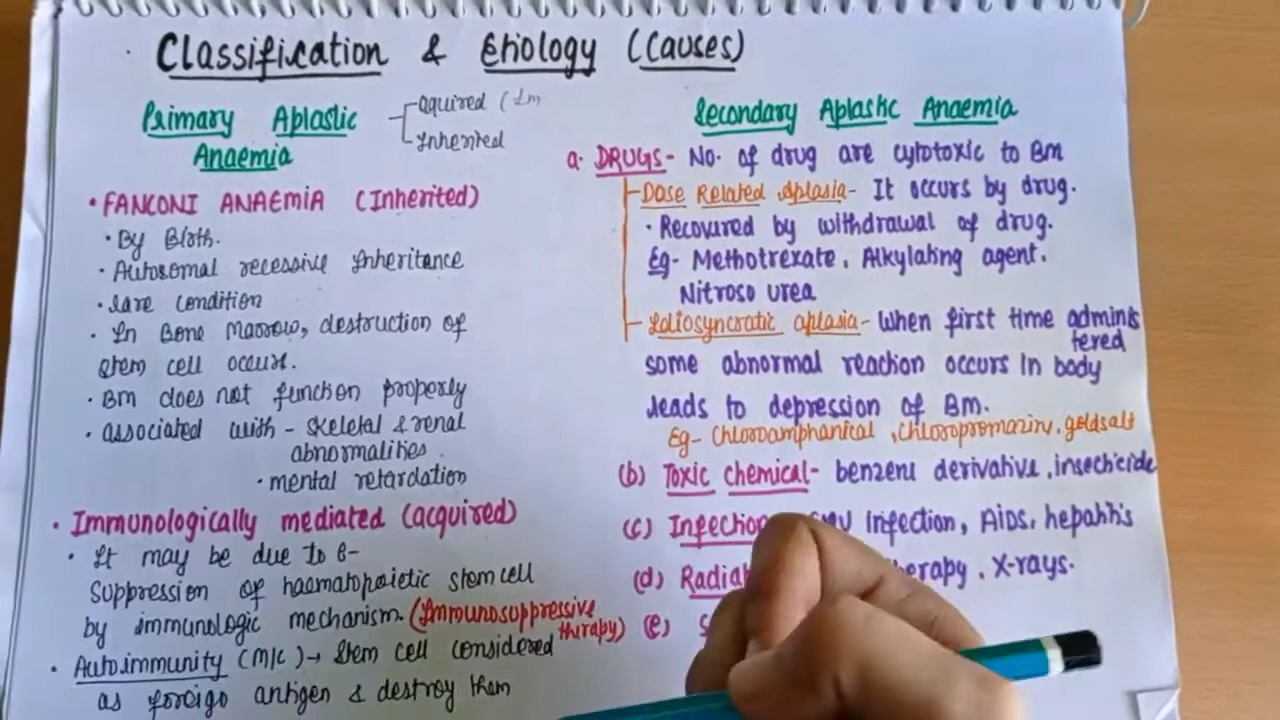 Classification & Etiology (Causes)
Primary Aplastic
Anaemia
Aquired (Im
Inherited
• FANCONI ANAEMIA (Inherited)
• By Birth.
• Autosomal recessive Inheritance
• rare condition
• In Bone Marrow, destruction of
stem cell occurs.
• Bm does not function properly
• associated with - skeletal & renal
abnormalities.
• mental retardation
• Immunologically mediated (acquired)
• It may be due to
Suppression of haematopoietic stem cell
by immunologic mechanism. (Immunosuppressive
therapy)
• Autoimmunity (M/C) → Stem cell considered
as foreign antigen & destroy them
Secondary Aplastic Anaemia
a. DRUGS - No. of drug are cytotoxic to Bm
Dose Related Aplasia - It occurs by drug.
• Recovered by withdrawal of drug.
Eg - Methotrexate, Alkylating agent.
Nitroso urea
Idiosyncratic aplasia - When first time adminis
tered
some abnormal reaction occurs in body
leads to depression of Bm.
Eg - Chloroamphanical, Chloropromazin, goldsalt
(b) Toxic chemical - benzene derivative, insecticide
(c) Infection infection, AIDS, hepatitis
(d) X-rays.
(e)